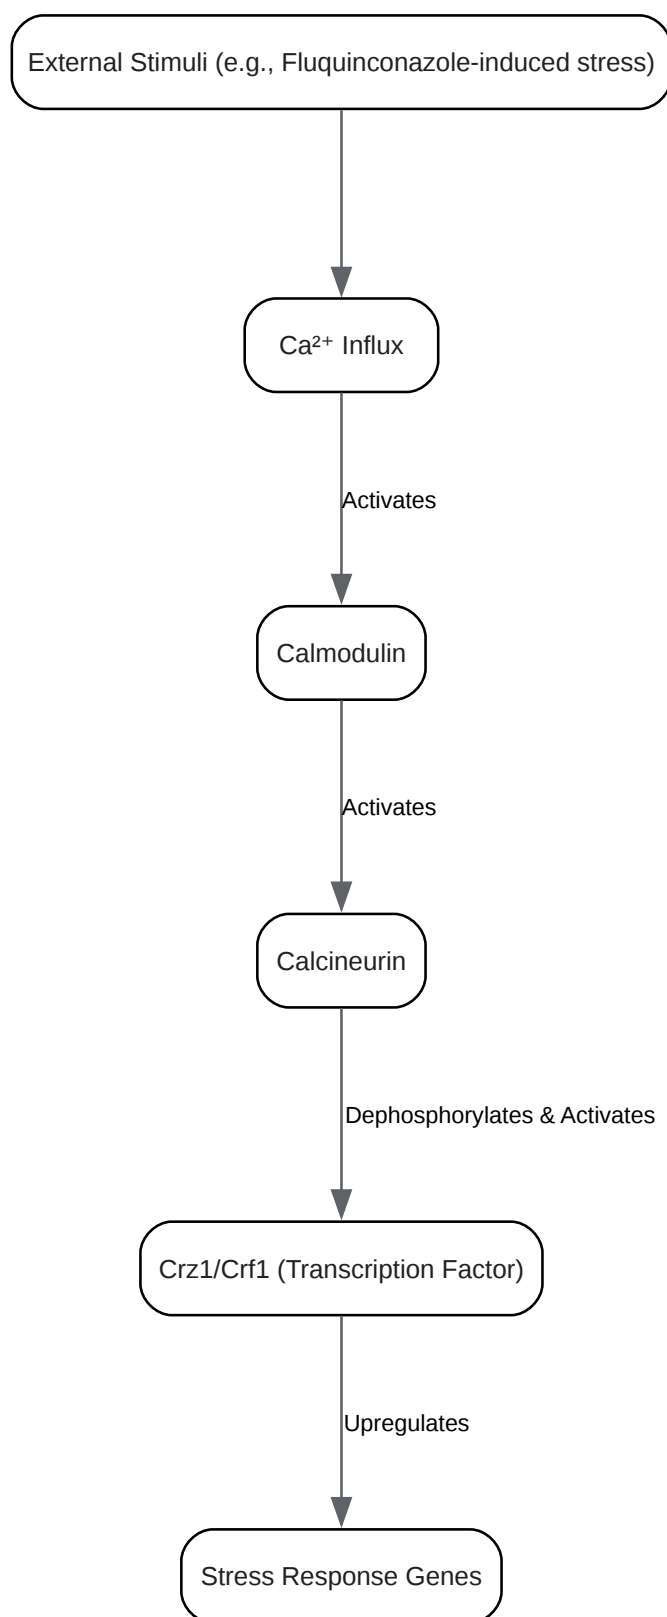 External Stimuli (e.g., Fluquinconazole-induced stress)
Ca²⁺ Influx
Activates
Calmodulin
Activates
Calcineurin
Dephosphorylates & Activates
Crz1/Crf1 (Transcription Factor)
Upregulates
Stress Response Genes